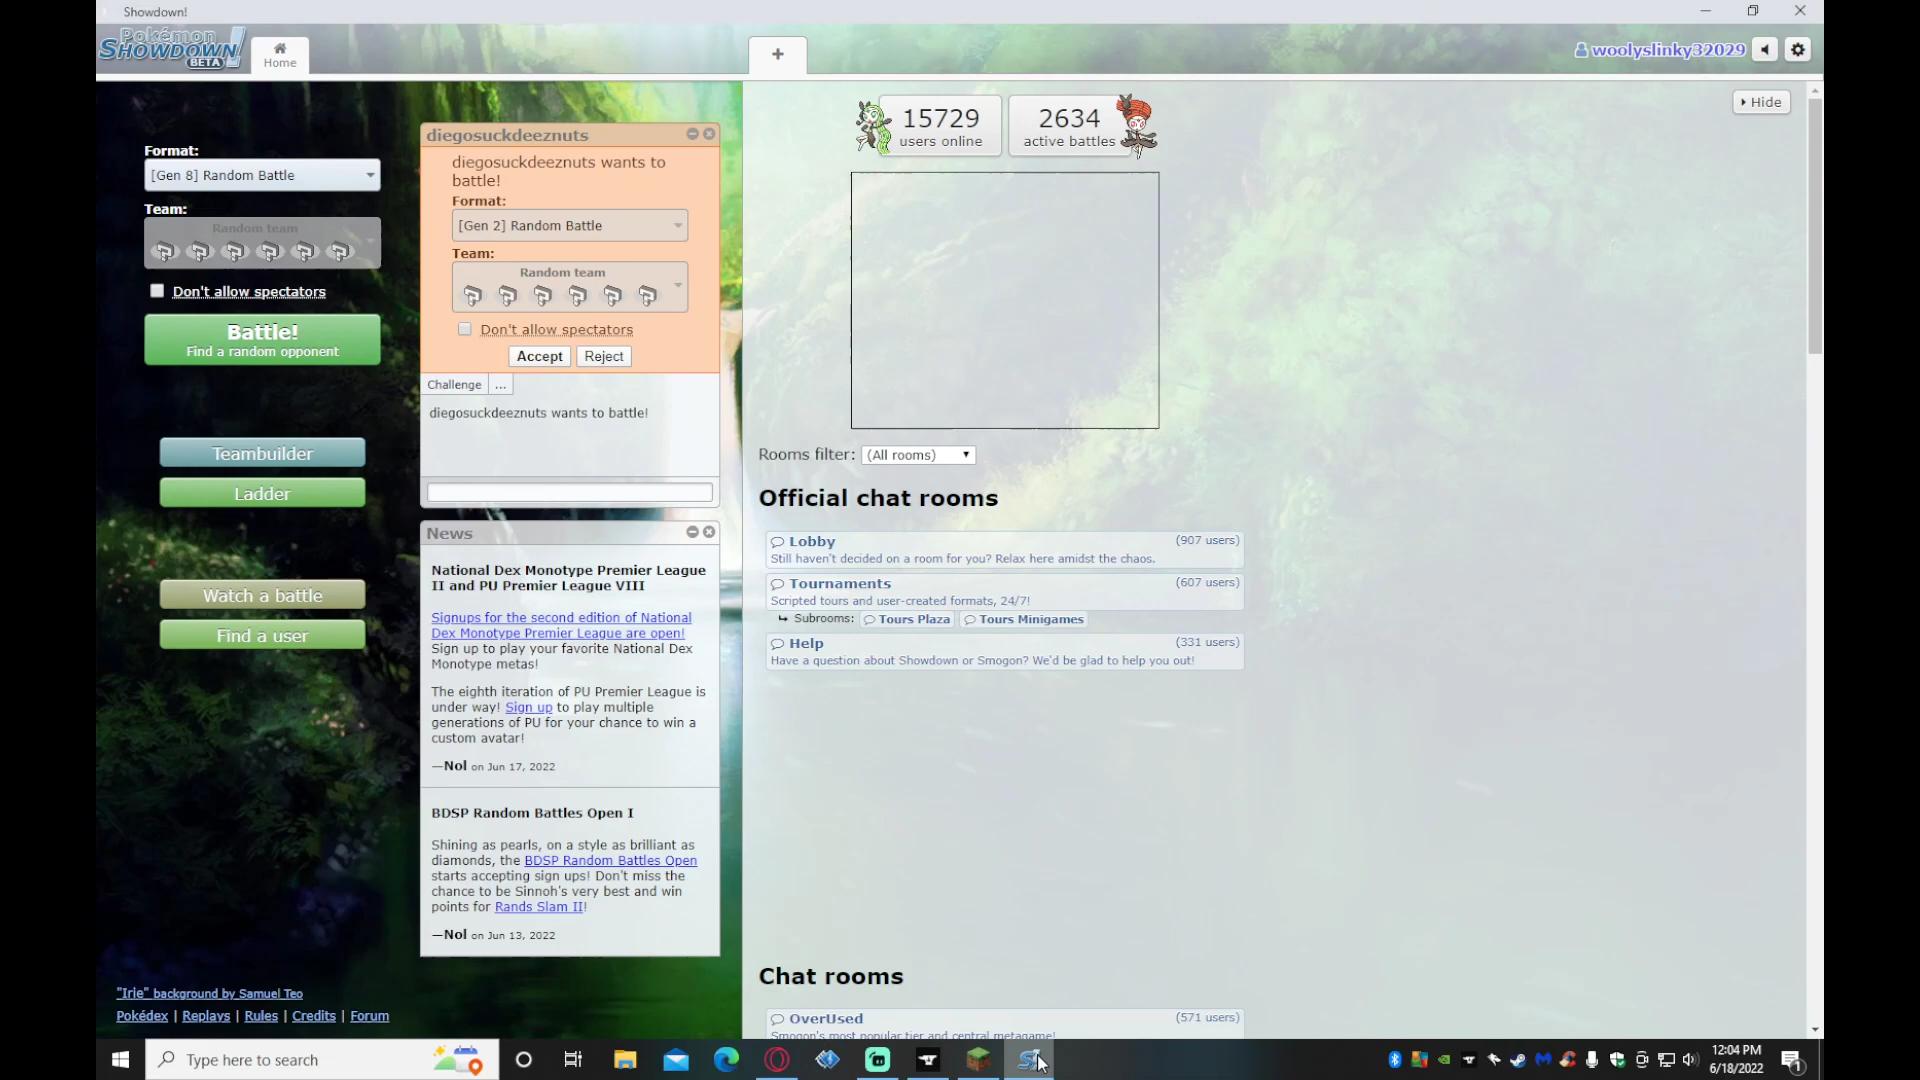 Showdown!
Pokémon
SHOWDOWN!
BETA
Home
+
woolyslinky32029
Format:
[Gen 8] Random Battle
Team:
Random team
Don't allow spectators
Battle!
Find a random opponent
Teambuilder
Ladder
Watch a battle
Find a user
"Irie" background by Samuel Teo
Pokédex | Replays | Rules | Credits | Forum
diegosuckdeeznuts
diegosuckdeeznuts wants to
battle!
Format:
[Gen 2] Random Battle
Team:
Random team
Don't allow spectators
Accept Reject
Challenge ...
diegosuckdeeznuts wants to battle!
News
National Dex Monotype Premier League
II and PU Premier League VIII
Signups for the second edition of National
Dex Monotype Premier League are open!
Sign up to play your favorite National Dex
Monotype metas!
The eighth iteration of PU Premier League is
under way! Sign up to play multiple
generations of PU for your chance to win a
custom avatar!
—Nol on Jun 17, 2022
BDSP Random Battles Open I
Shining as pearls, on a style as brilliant as
diamonds, the BDSP Random Battles Open
starts accepting sign ups! Don't miss the
chance to be Sinnoh's very best and win
points for Rands Slam II!
—Nol on Jun 13, 2022
Hide
15729
users online
2634
active battles
Rooms filter: (All rooms)
Official chat rooms
Lobby (907 users)
Still haven't decided on a room for you? Relax here amidst the chaos.
Tournaments (607 users)
Scripted tours and user-created formats, 24/7!
Subrooms: Tours Plaza Tours Minigames
Help (331 users)
Have a question about Showdown or Smogon? We'd be glad to help you out!
Chat rooms
OverUsed (571 users)
Smogon's most popular tier and central metagame!
Type here to search
12:04 PM
6/18/2022
1